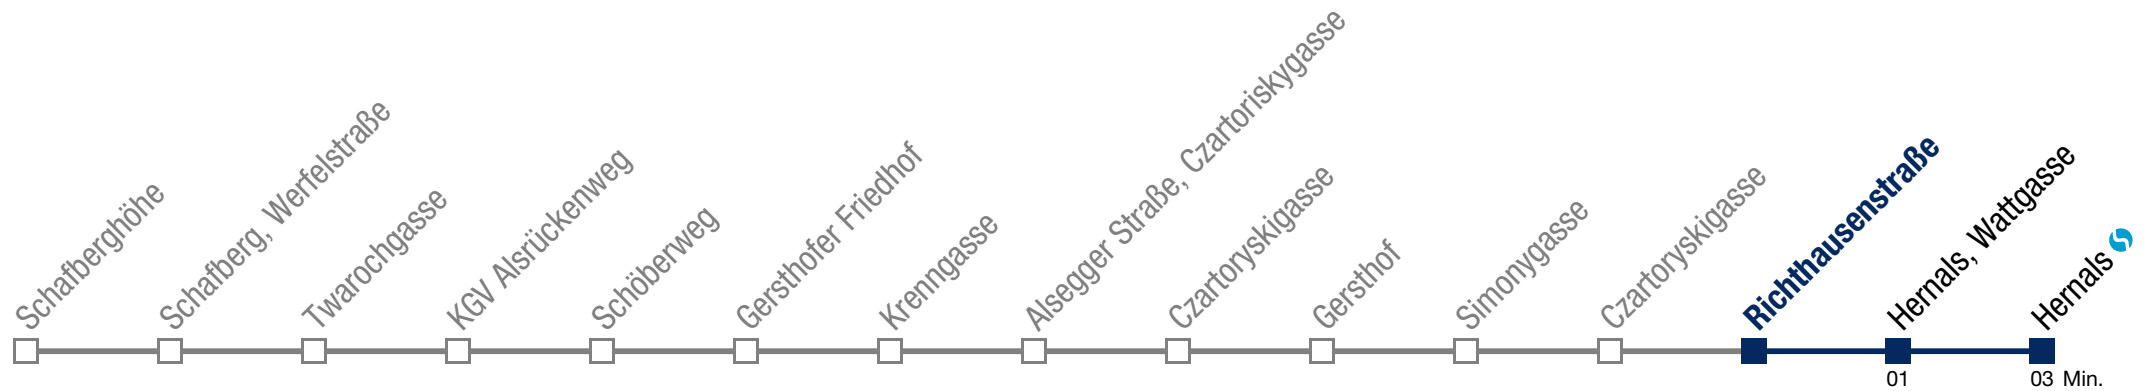 Schafberghöhe
Schafberg, Werfelstraße
Twarochgasse
KGV Alsrückenweg
Schöberweg
Gersthofer Friedhof
Krenngasse
Alsegger Straße, Czartoriskygasse
Czartoryskigasse
Gersthof
Simonygasse
Czartoryskigasse
Richthausenstraße
Hernals, Wattgasse
Hernals
01
03 Min.